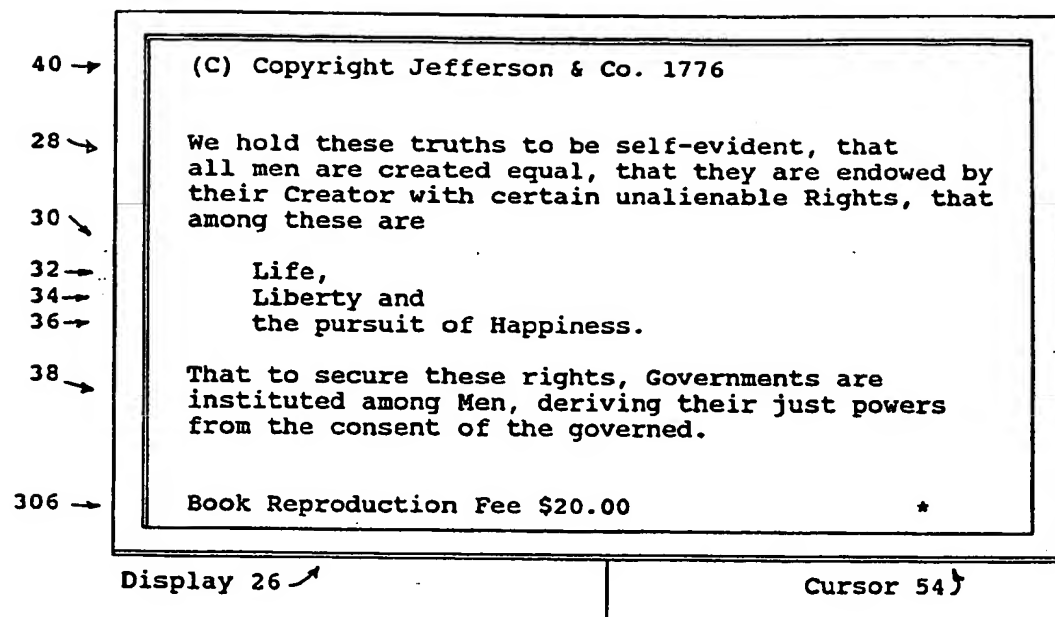 40 (C) Copyright Jefferson & Co. 1776
28 We hold these truths to be self-evident, that
all men are created equal, that they are endowed by
their Creator with certain unalienable Rights, that
30 among these are
32 Life,
34 Liberty and
36 the pursuit of Happiness.
38 That to secure these rights, Governments are
instituted among Men, deriving their just powers
from the consent of the governed.
306 Book Reproduction Fee $20.00 *
Display 26 Cursor 54